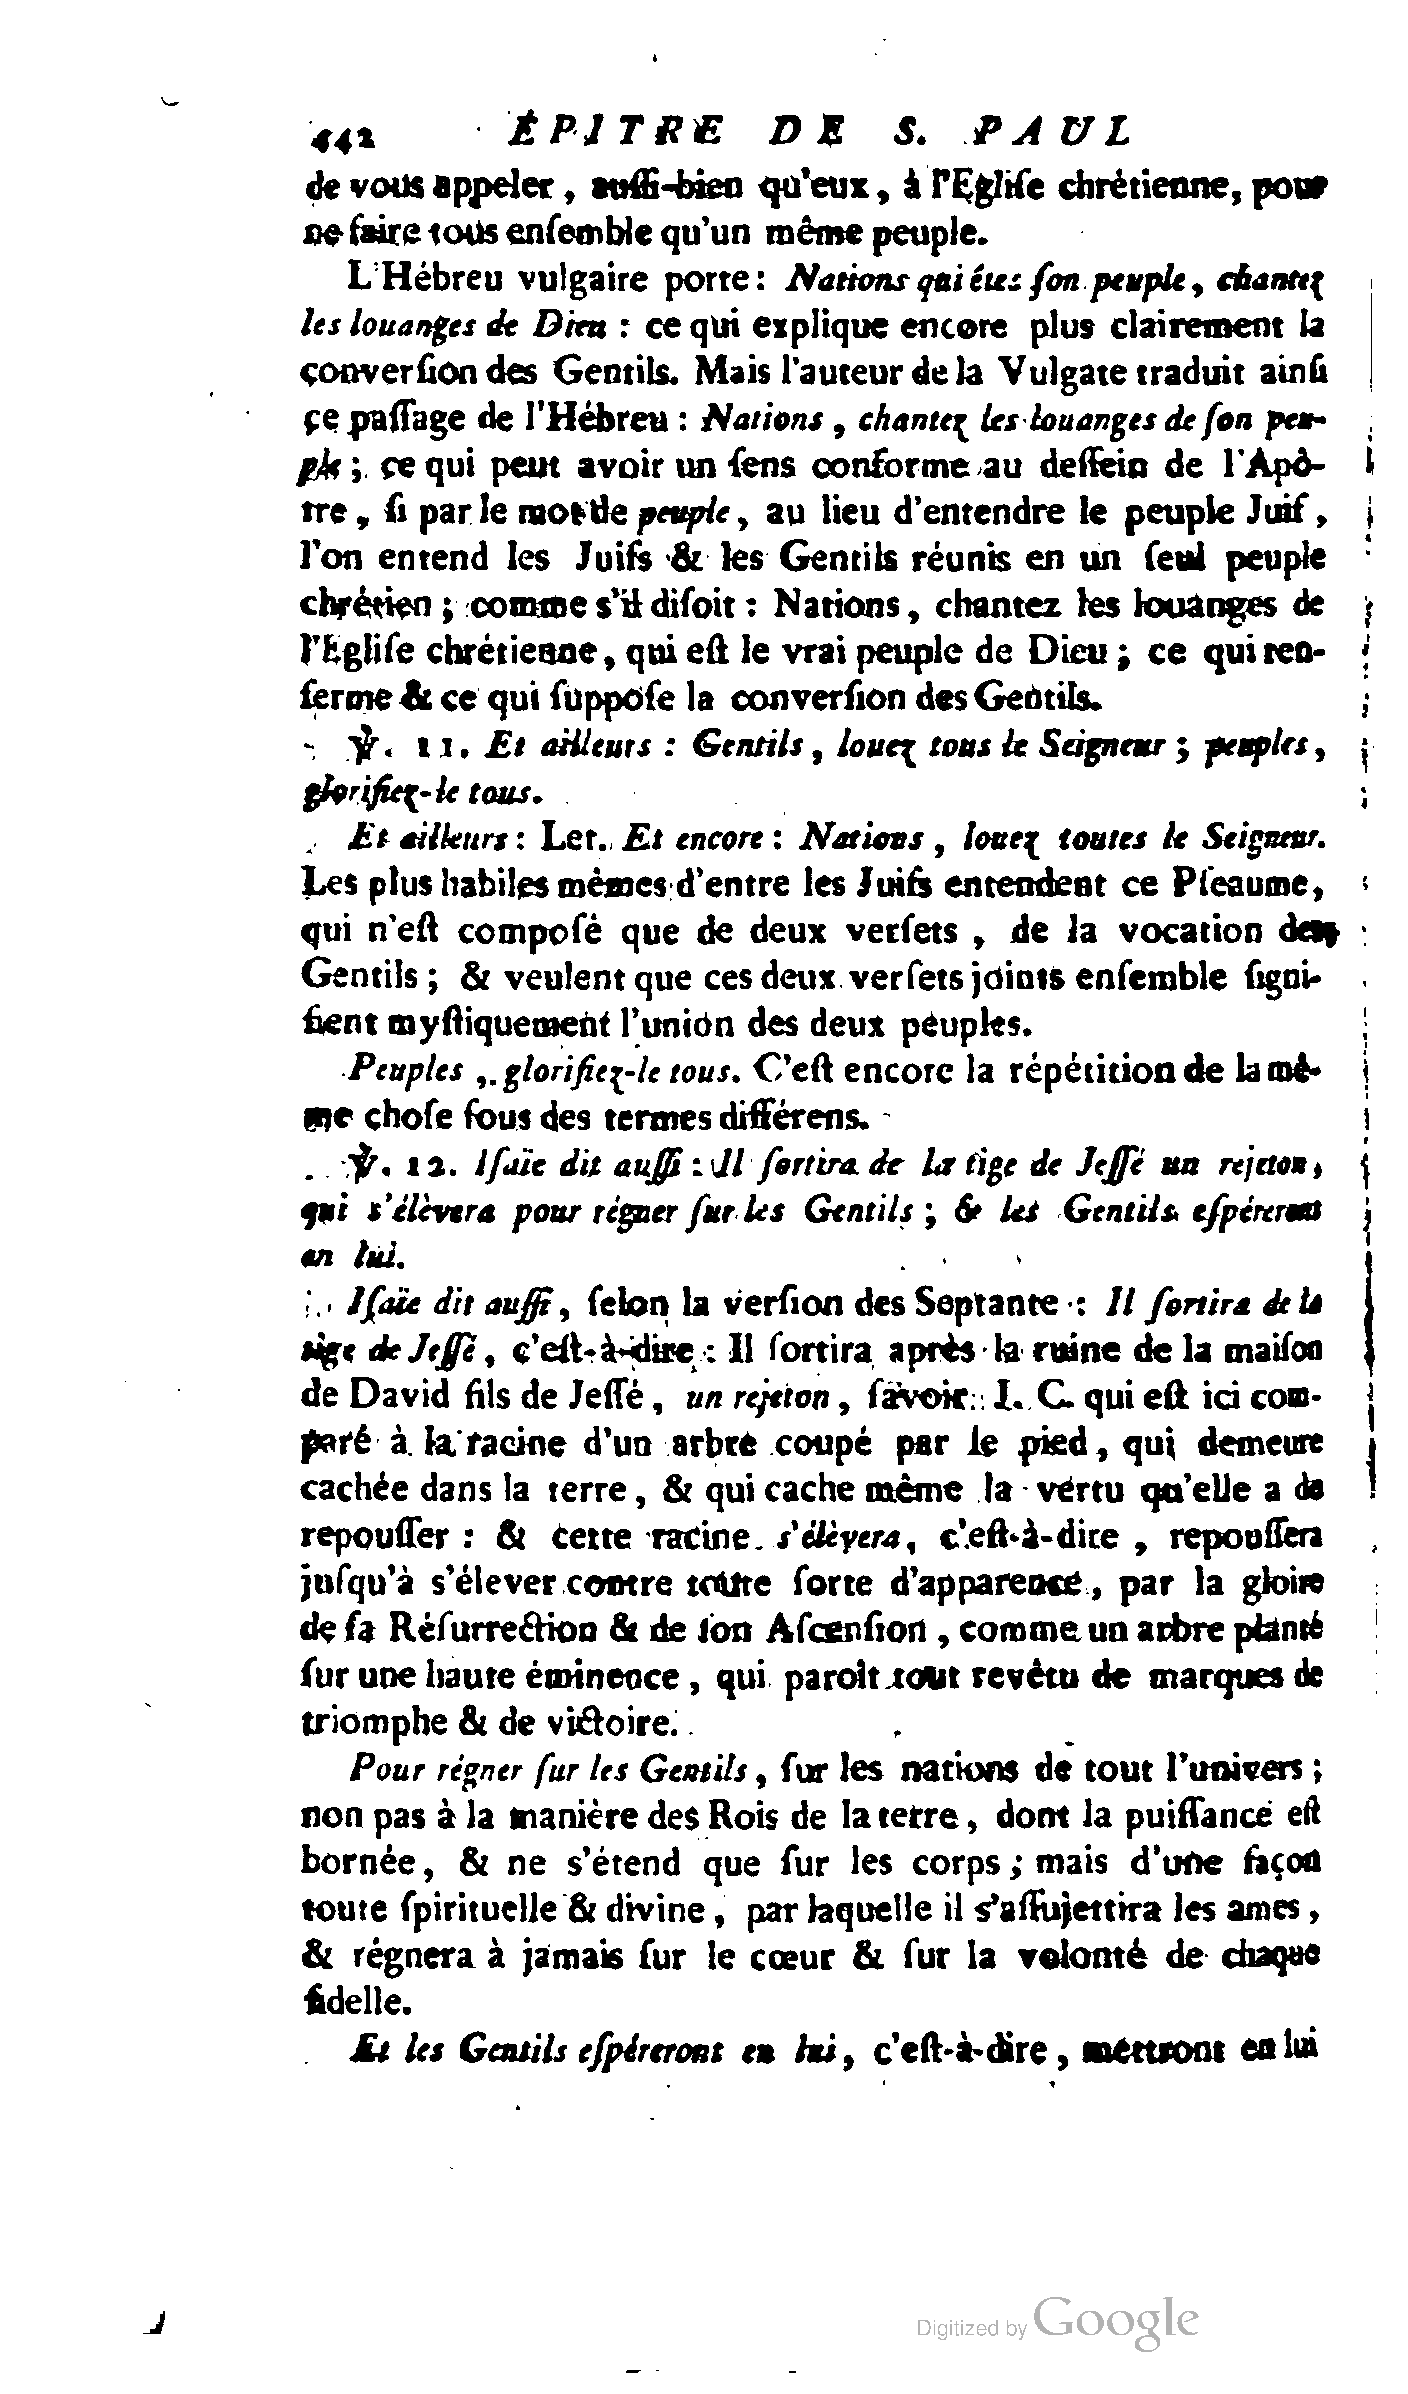 442 ÉPITRE DE S. PAUL
de vous appeler, auſſi-bien qu'eux, à l'Egliſe chrétienne, pour
ne faire tous enſemble qu'un même peuple.
L'Hébreu vulgaire porte : Nations qui êtes ſon peuple, chantez
les louanges de Dieu : ce qui explique encore plus clairement la
converſion des Gentils. Mais l'auteur de la Vulgate traduit ainſi
ce paſſage de l'Hébreu : Nations, chantez les louanges de ſon peu-
ple ; ce qui peut avoir un ſens conforme au deſſein de l'Apô-
tre, ſi par le mot de peuple, au lieu d'entendre le peuple Juif,
l'on entend les Juifs & les Gentils réunis en un ſeul peuple
chrétien ; comme s'il diſoit : Nations, chantez les louanges de
l'Egliſe chrétienne, qui eſt le vrai peuple de Dieu ; ce qui ren-
ferme & ce qui ſuppoſe la converſion des Gentils.
℣. 11. Et ailleurs : Gentils, louez tous le Seigneur ; peuples,
glorifiez-le tous.
Et ailleurs : Let. Et encore : Nations, louez toutes le Seigneur.
Les plus habiles mêmes d'entre les Juifs entendent ce Pſeaume,
qui n'eſt compoſé que de deux verſets, de la vocation des
Gentils ; & veulent que ces deux verſets joints enſemble ſigni-
fient myſtiquement l'union des deux peuples.
Peuples, glorifiez-le tous. C'eſt encore la répétition de la mê-
me choſe ſous des termes différens.
℣. 12. Iſaïe dit auſſi : Il ſortira de la tige de Jeſſé un rejeton,
qui s'élèvera pour régner ſur les Gentils ; & les Gentils eſpéreront
en lui.
Iſaïe dit auſſi, ſelon la verſion des Septante : Il ſortira de la
tige de Jeſſé, c'eſt-à-dire : Il ſortira après la ruine de la maiſon
de David fils de Jeſſé, un rejeton, ſavoir : J. C. qui eſt ici com-
paré à la racine d'un arbre coupé par le pied, qui demeure
cachée dans la terre, & qui cache même la vertu qu'elle a de
repouſſer : & cette racine s'élèvera, c'eſt-à-dire, repouſſera
juſqu'à s'élever contre toute ſorte d'apparence, par la gloire
de ſa Réſurrection & de ſon Aſcenſion, comme un arbre planté
ſur une haute éminence, qui paroît tout revêtu de marques de
triomphe & de victoire.
Pour régner ſur les Gentils, ſur les nations de tout l'univers ;
non pas à la manière des Rois de la terre, dont la puiſſance eſt
bornée, & ne s'étend que ſur les corps ; mais d'une façon
toute ſpirituelle & divine, par laquelle il s'aſſujettira les ames,
& régnera à jamais ſur le cœur & ſur la volonté de chaque
fidelle.
Et les Gentils eſpéreront en lui, c'eſt-à-dire, mettront en lui
Digitized by Google